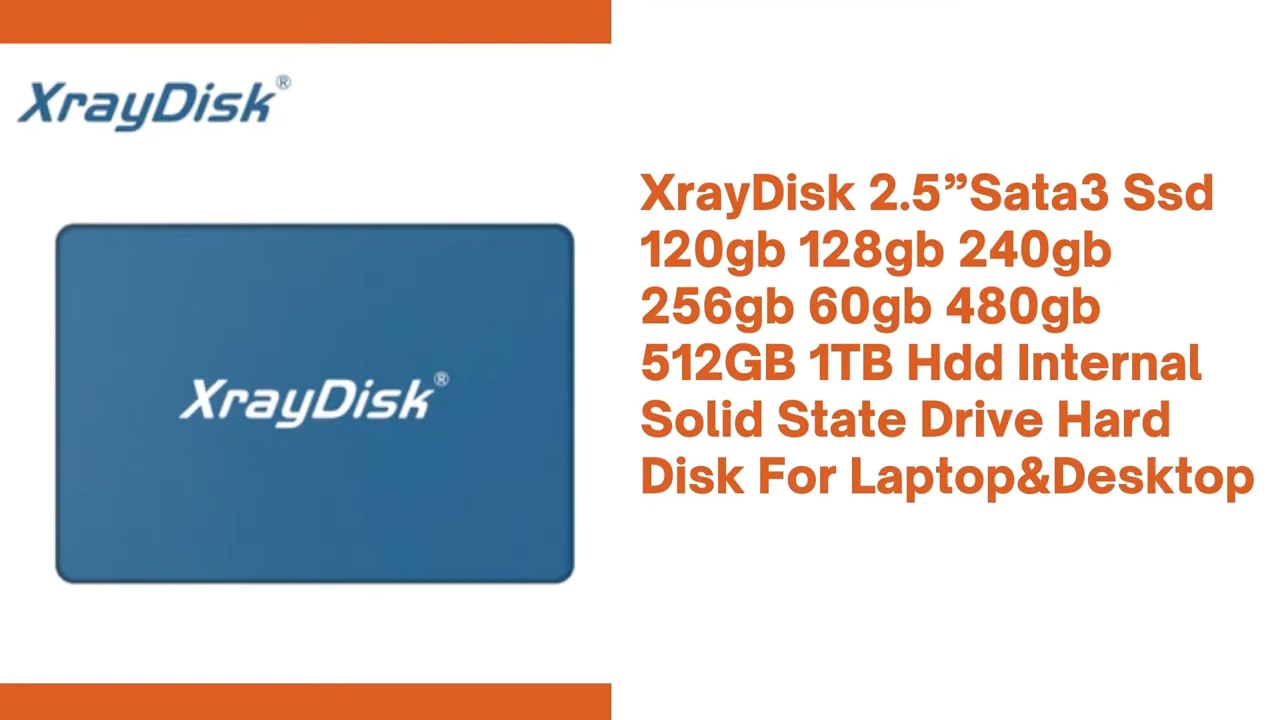 XrayDisk®
XrayDisk®
XrayDisk 2.5”Sata3 Ssd
120gb 128gb 240gb
256gb 60gb 480gb
512GB 1TB Hdd Internal
Solid State Drive Hard
Disk For Laptop&Desktop